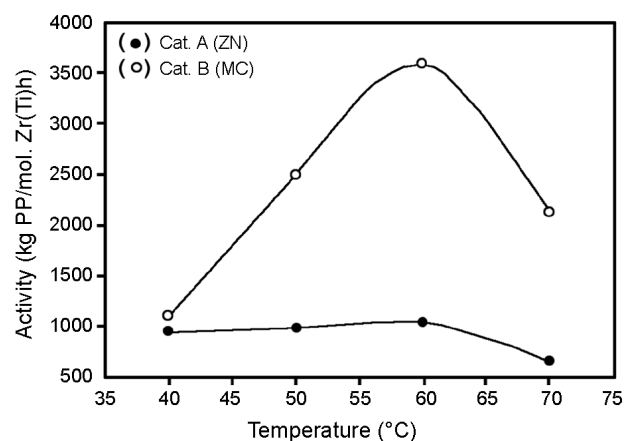 4000
3500
3000
2500
2000
1500
1000
500
Activity (kg PP/mol. Zr(Ti)h)
(●) Cat. A (ZN)
(○) Cat. B (MC)
35 40 45 50 55 60 65 70 75
Temperature (°C)